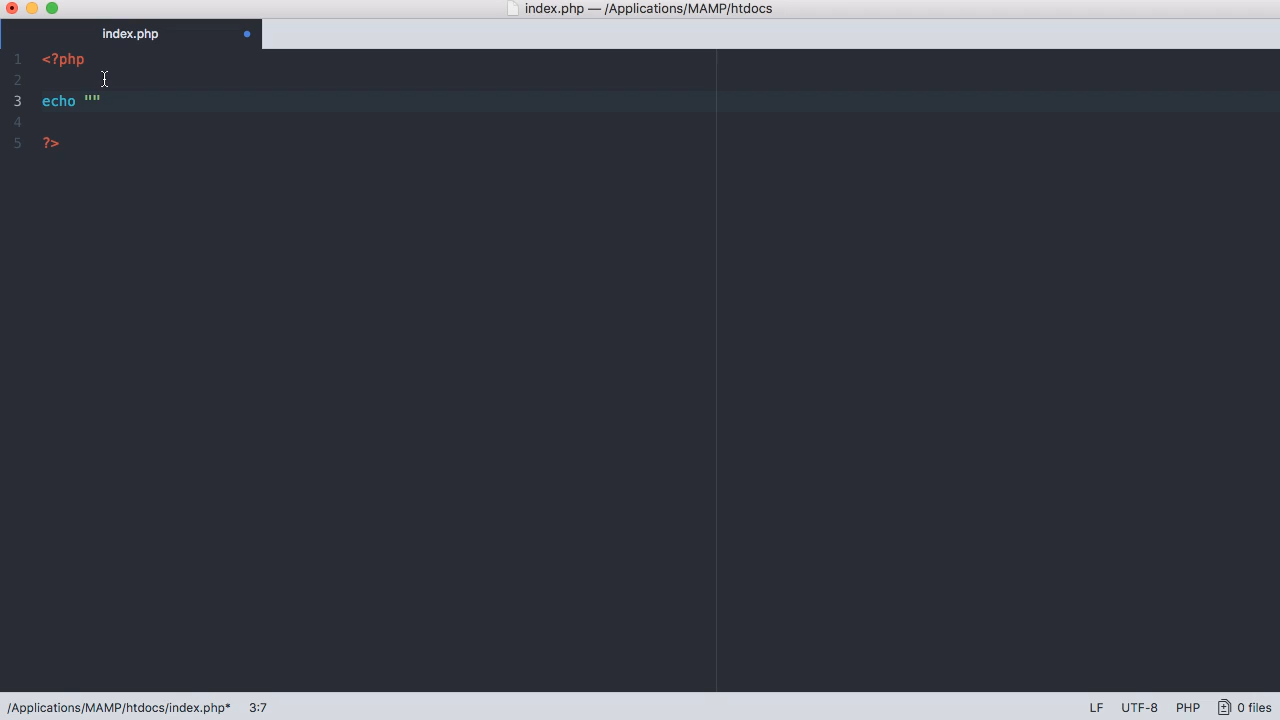 index.php — /Applications/MAMP/htdocs
index.php
1 <?php
2
3 echo ""
4
5 ?>
/Applications/MAMP/htdocs/index.php* 3:7 LF UTF-8 PHP 0 files